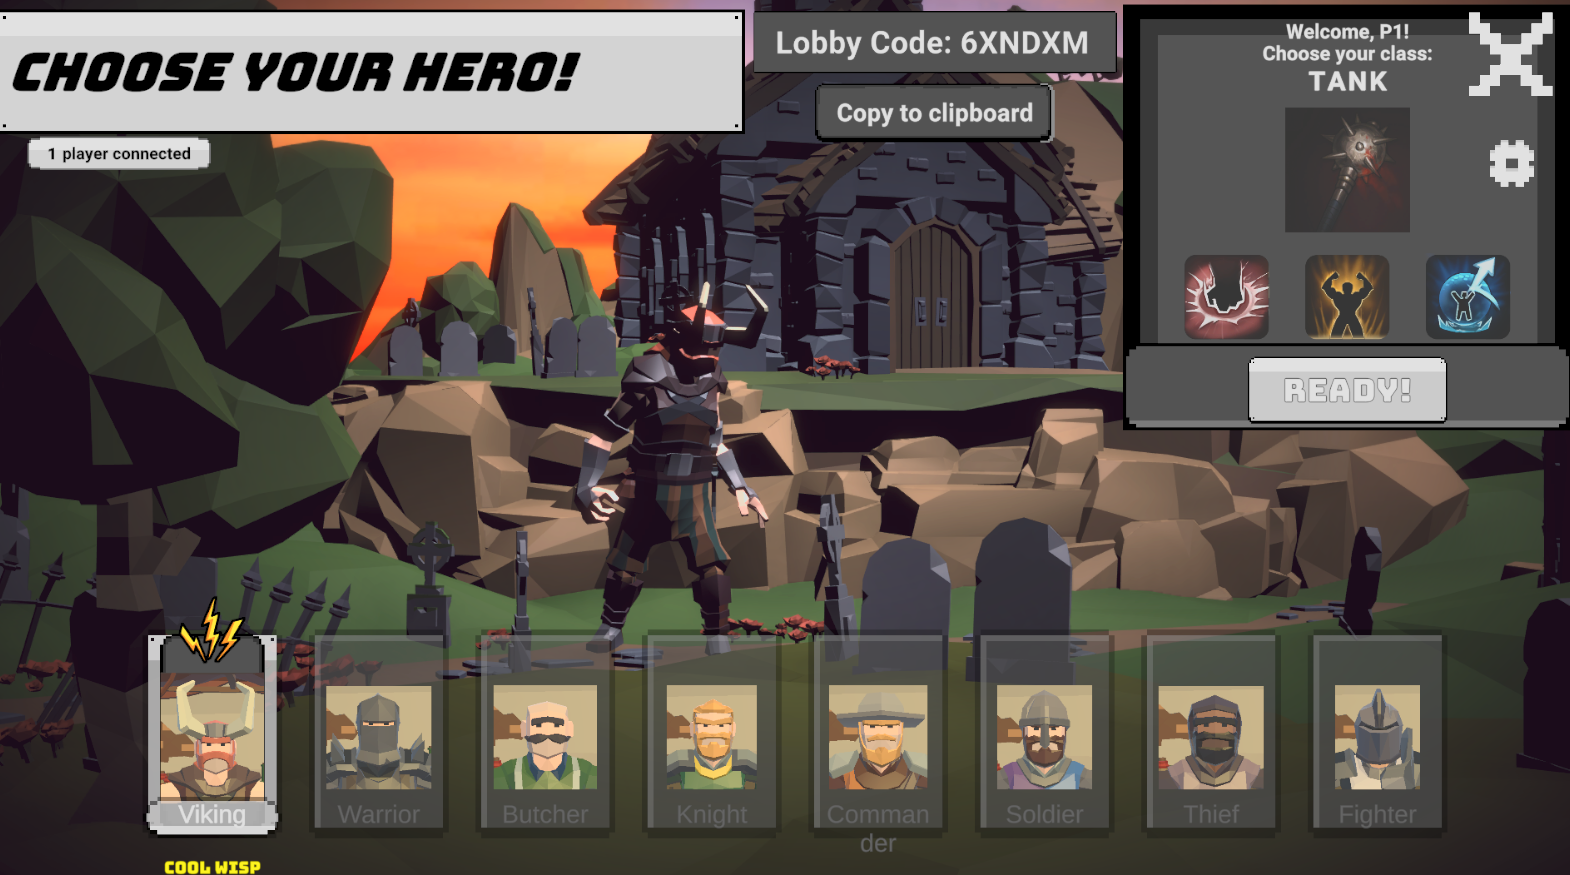 CHOOSE YOUR HERO!
1 player connected
Lobby Code: 6XNDXM
Copy to clipboard
Welcome, P1!
Choose your class:
TANK
READY!
Viking
Warrior
Butcher
Knight
Comman
der
Soldier
Thief
Fighter
COOL WISP